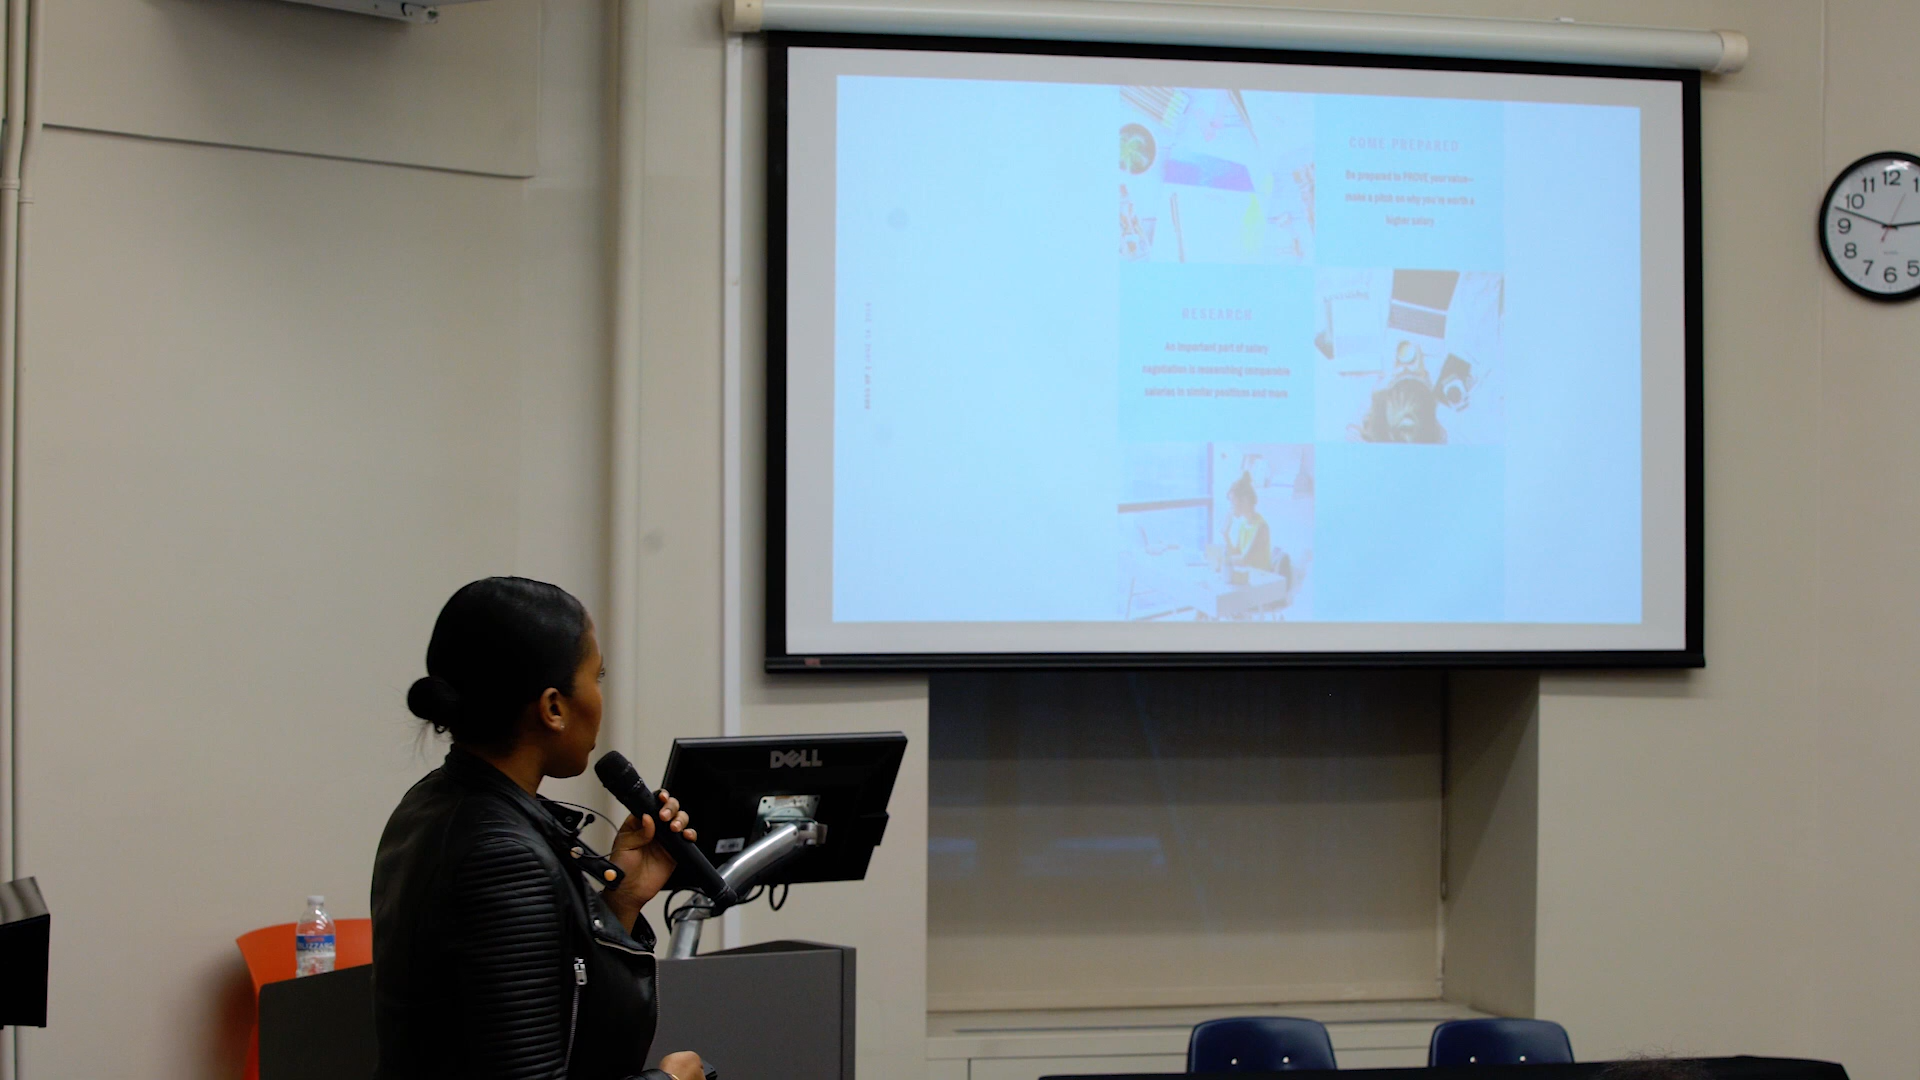 COME PREPARED
Be prepared to PROVE your value—
make a pitch on why you're worth a
higher salary
RESEARCH
An important part of salary
negotiation is researching comparable
salaries in similar positions and more
12
1
11
10
9
8
7
6
5
DELL